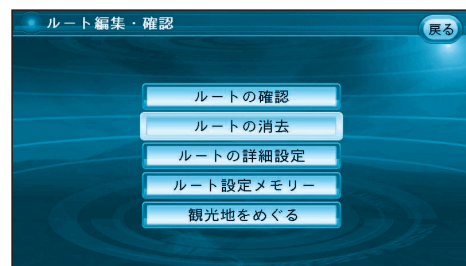 ルート編集・確認
戻る
ルートの確認
ルートの消去
ルートの詳細設定
ルート設定メモリー
観光地をめぐる